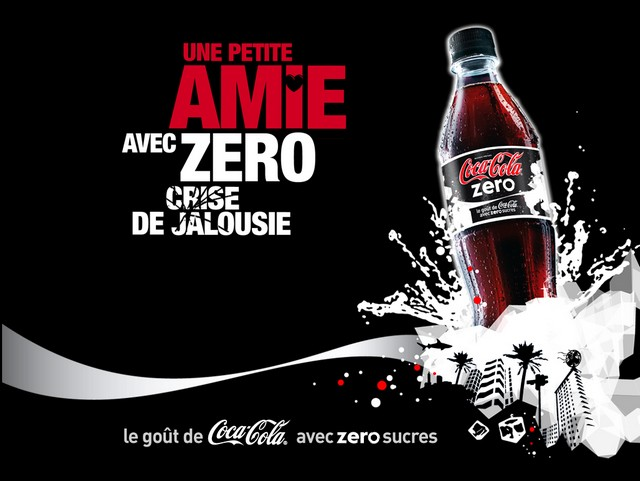 UNE PETITE
AMiE
AVEC ZERO
CRISE
DE JALOUSIE
Coca-Cola
zero
le goût de Coca-Cola
avec zero sucres
le goût de Coca-Cola avec zero sucres